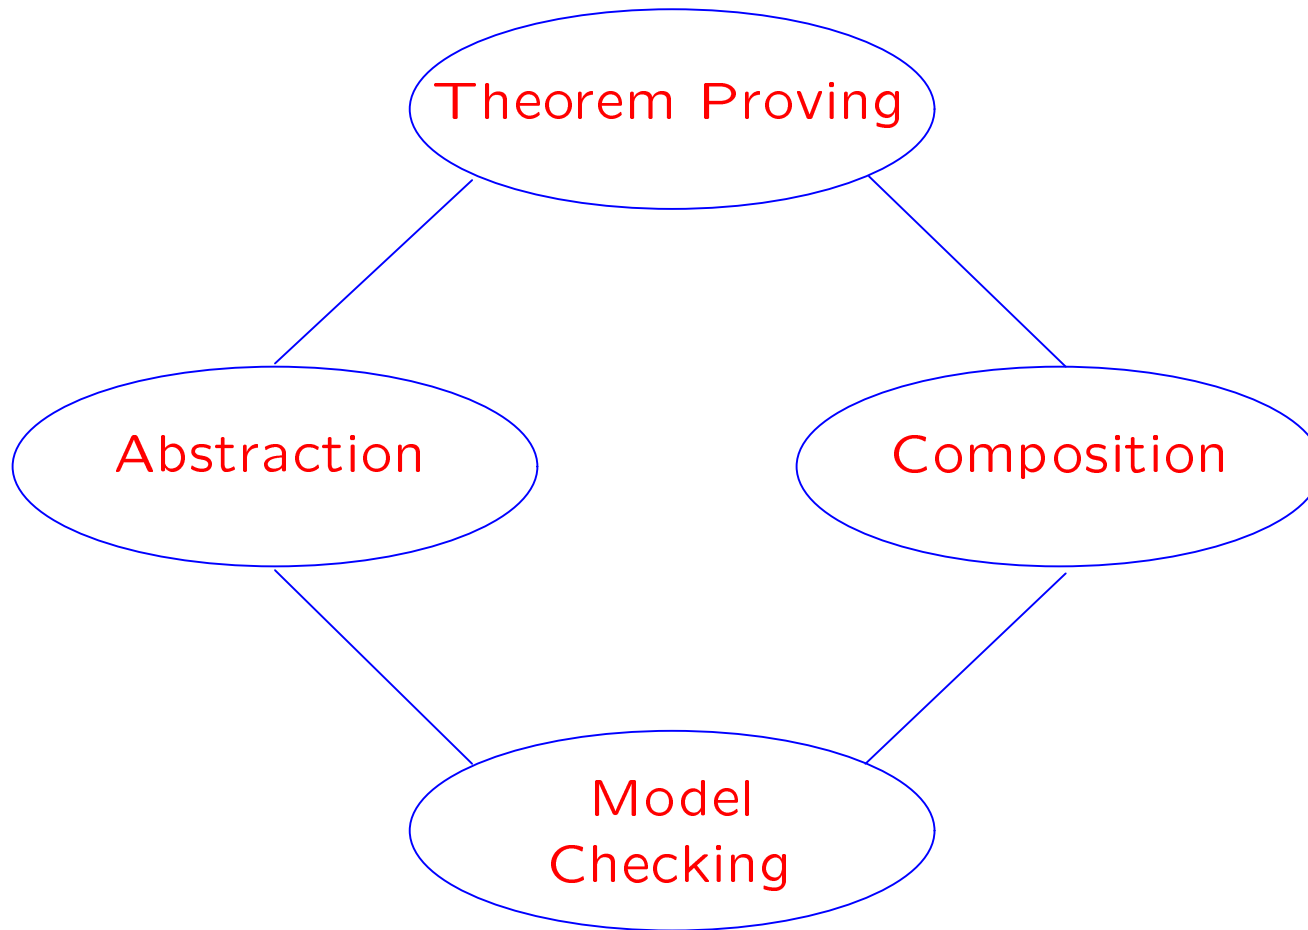 Theorem Proving
Abstraction
Composition
Model
Checking